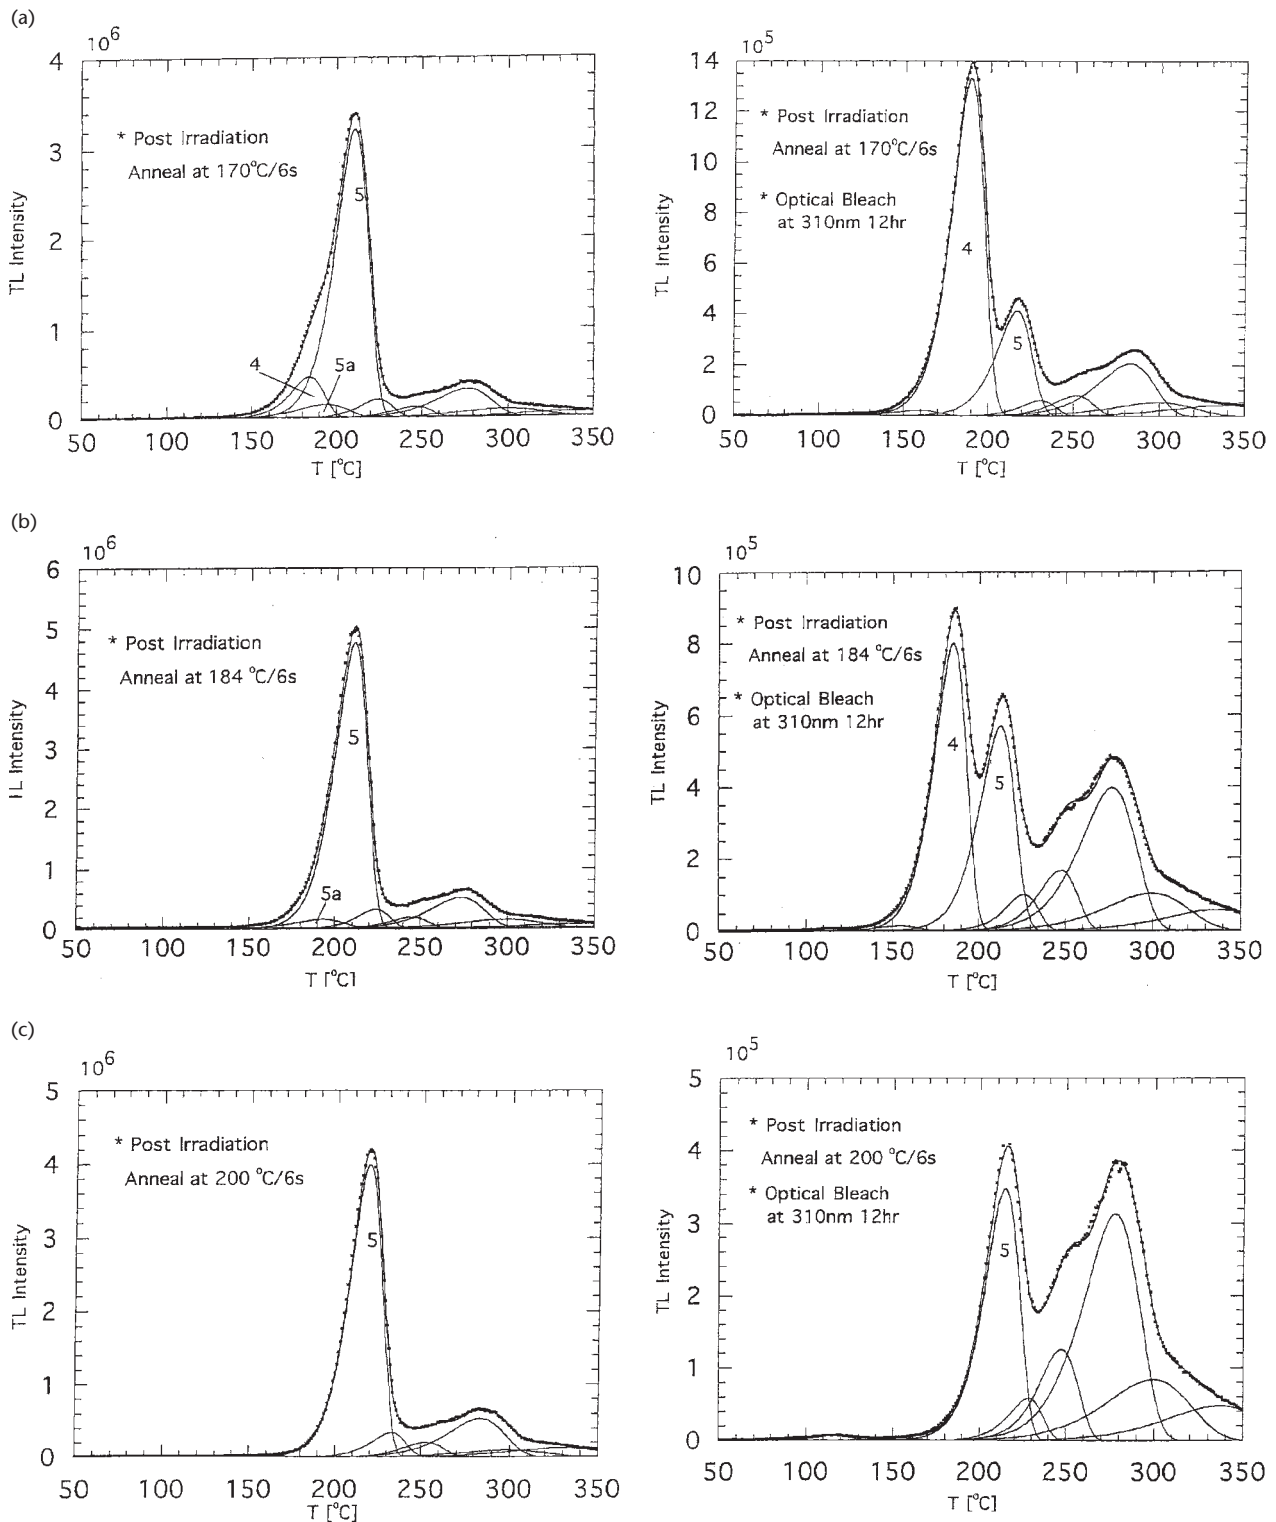 (a)
10^6
4
3
2
1
0
* Post Irradiation
Anneal at 170°C/6s
5
4
5a
TL Intensity
50 100 150 200 250 300 350
T [°C]
10^5
14
12
10
8
6
4
2
0
* Post Irradiation
Anneal at 170°C/6s
* Optical Bleach
at 310nm 12hr
4
5
TL Intensity
50 100 150 200 250 300 350
T [°C]
(b)
10^6
6
5
4
3
2
1
0
* Post Irradiation
Anneal at 184 °C/6s
5
5a
TL Intensity
50 100 150 200 250 300 350
T [°C]
10^5
10
8
6
4
2
0
* Post Irradiation
Anneal at 184 °C/6s
* Optical Bleach
at 310nm 12hr
4
5
TL Intensity
50 100 150 200 250 300 350
T [°C]
(c)
10^6
5
4
3
2
1
0
* Post Irradiation
Anneal at 200 °C/6s
5
TL Intensity
50 100 150 200 250 300 350
T [°C]
10^5
5
4
3
2
1
0
* Post Irradiation
Anneal at 200 °C/6s
* Optical Bleach
at 310nm 12hr
5
TL Intensity
50 100 150 200 250 300 350
T [°C]